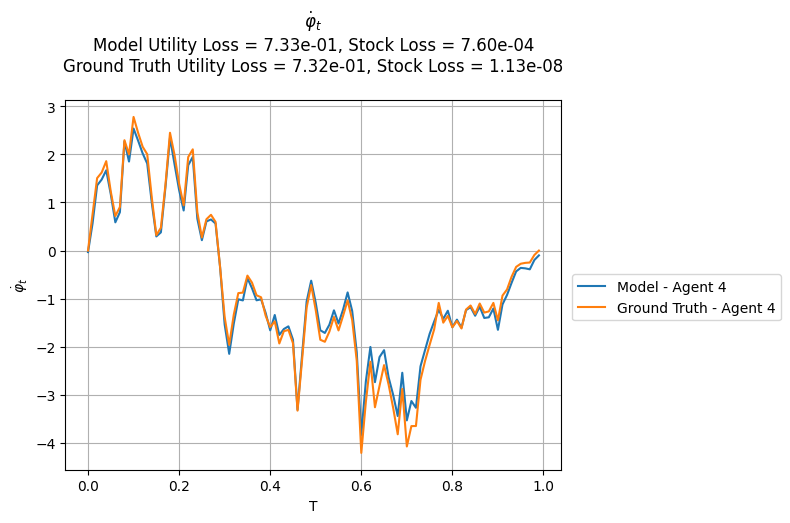 φ̇ₜ
Model Utility Loss = 7.33e-01, Stock Loss = 7.60e-04
Ground Truth Utility Loss = 7.32e-01, Stock Loss = 1.13e-08
3
2
1
0
−1
−2
−3
−4
φ̇ₜ
0.0 0.2 0.4 0.6 0.8 1.0
T
Model - Agent 4
Ground Truth - Agent 4